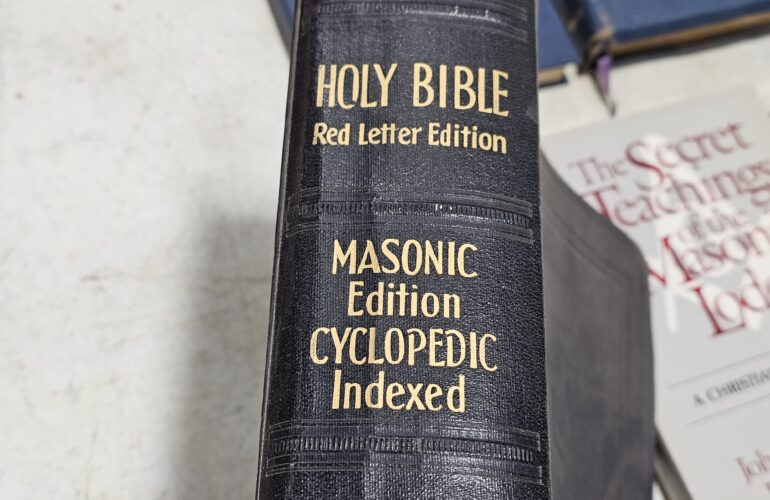 HOLY BIBLE
Red Letter Edition
MASONIC
Edition
CYCLOPEDIC
Indexed
The Secret
Teachings
of the
Masonic
Lodge
A CHRISTIAN